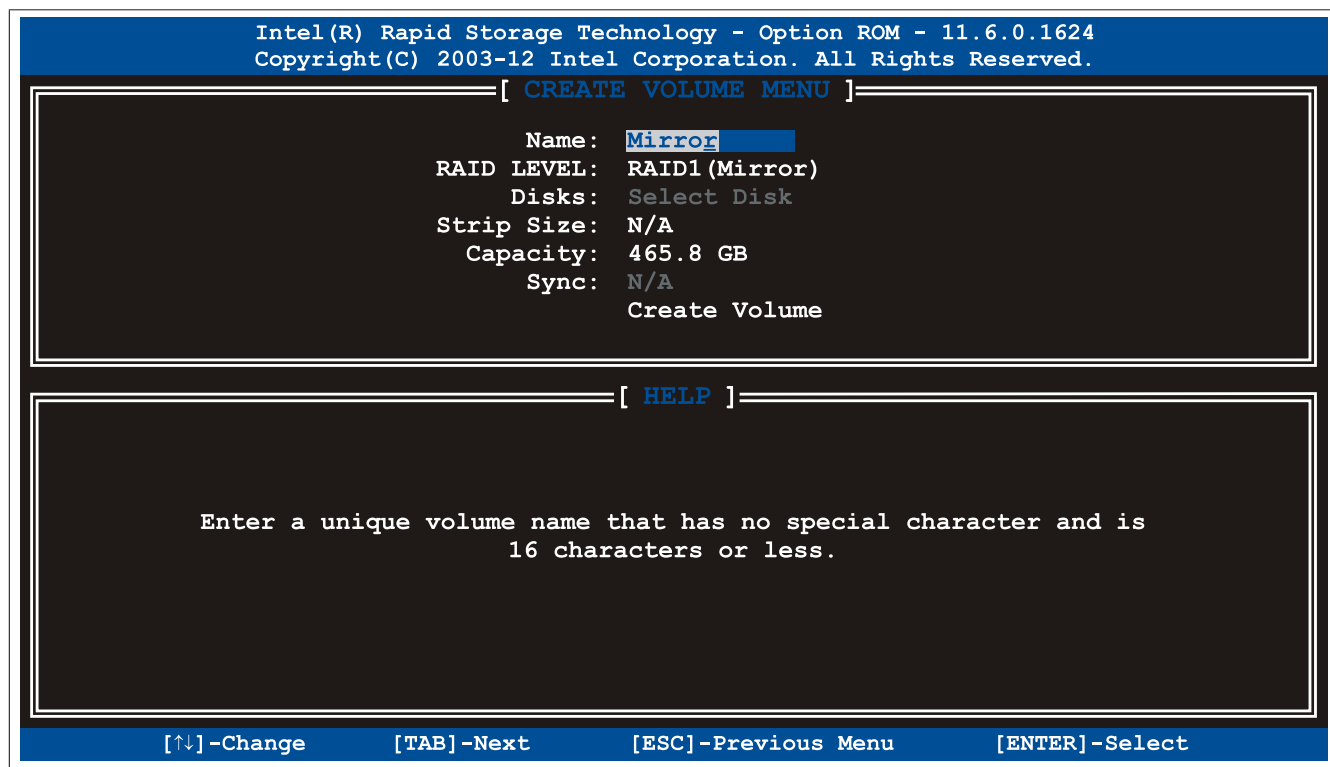 Intel(R) Rapid Storage Technology - Option ROM - 11.6.0.1624
Copyright(C) 2003-12 Intel Corporation. All Rights Reserved.
[ CREATE VOLUME MENU ]
Name: Mirror
RAID LEVEL: RAID1(Mirror)
Disks: Select Disk
Strip Size: N/A
Capacity: 465.8 GB
Sync: N/A
Create Volume
[ HELP ]
Enter a unique volume name that has no special character and is
16 characters or less.
[↑↓]-Change [TAB]-Next [ESC]-Previous Menu [ENTER]-Select